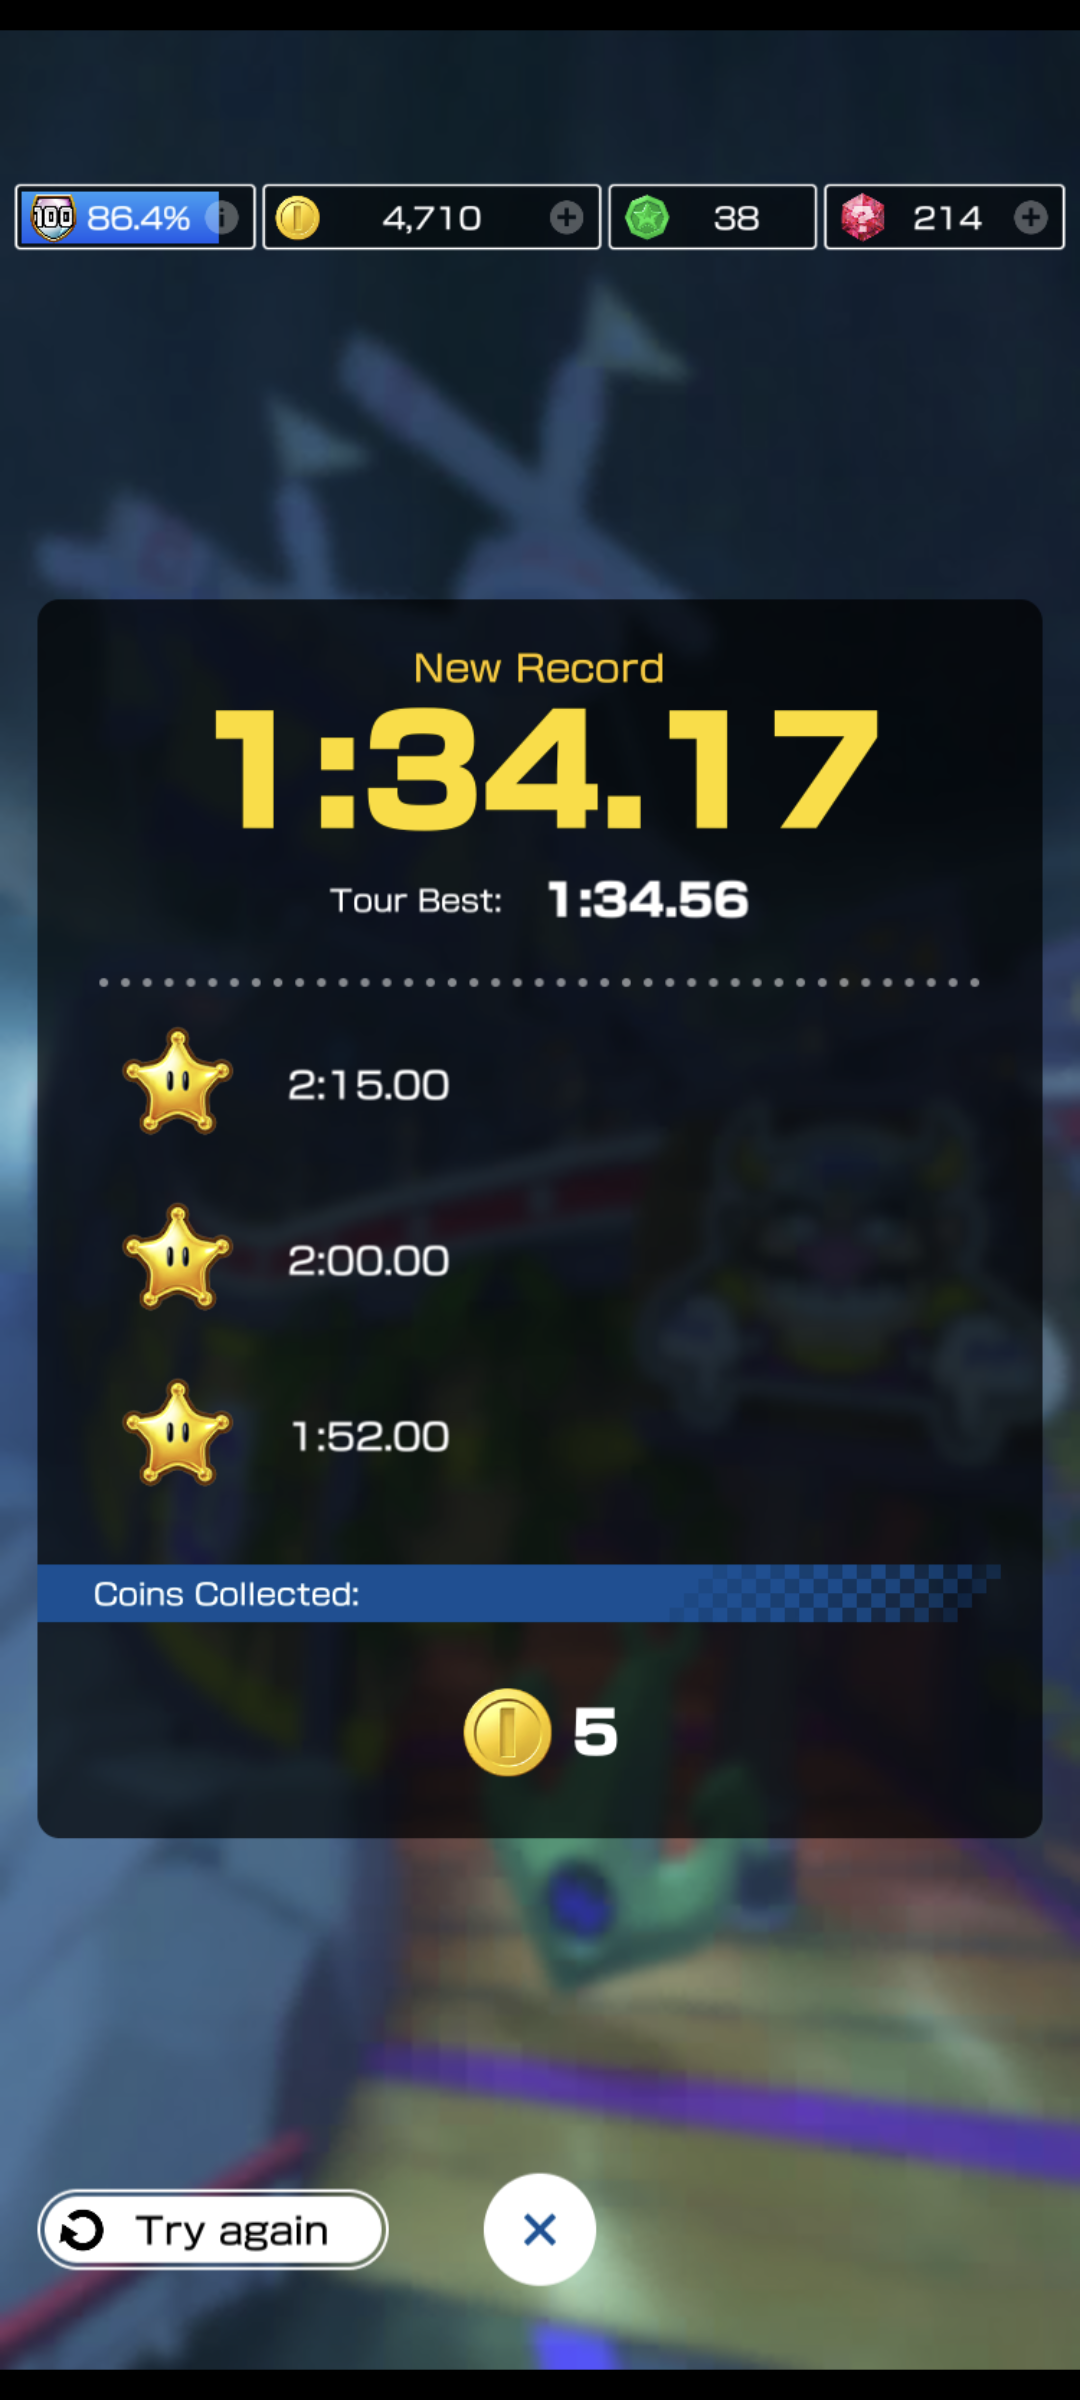 100 86.4% i 4,710 + 38 ? 214 +
New Record
1:34.17
Tour Best: 1:34.56
2:15.00
2:00.00
1:52.00
Coins Collected:
5
Try again ×